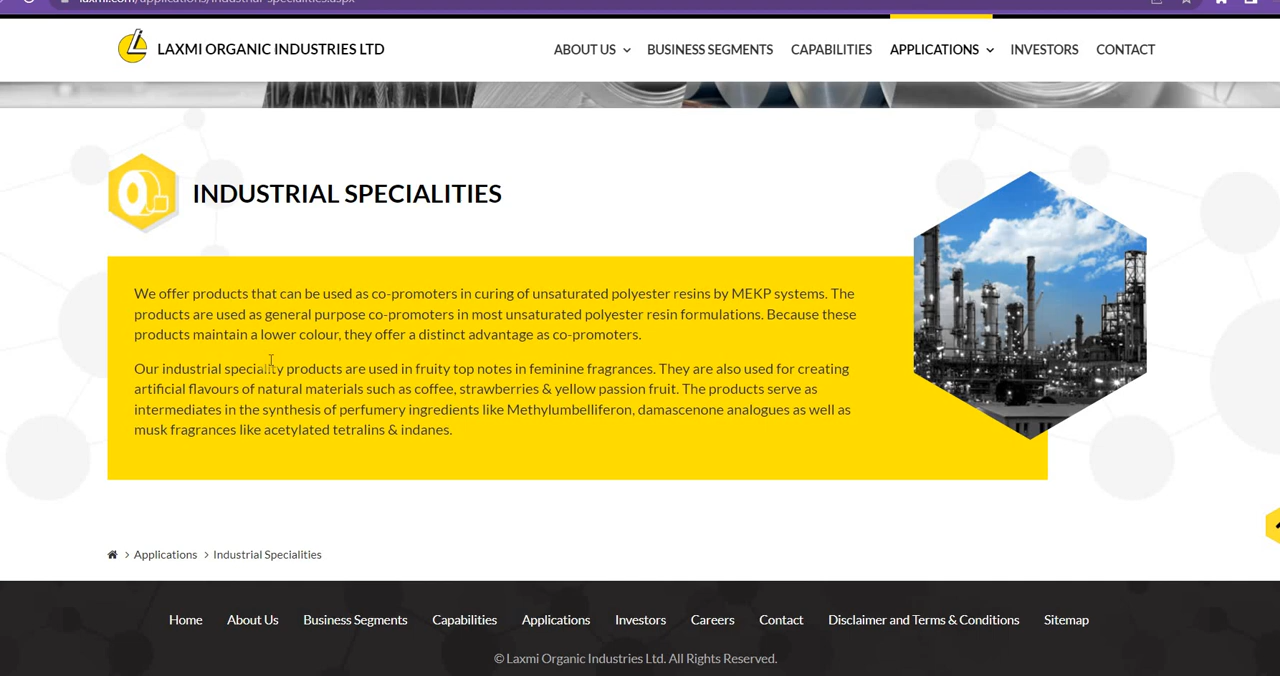 laxmi.com/applications/industrial-specialities.aspx
LAXMI ORGANIC INDUSTRIES LTD
ABOUT US BUSINESS SEGMENTS CAPABILITIES APPLICATIONS INVESTORS CONTACT
INDUSTRIAL SPECIALITIES
We offer products that can be used as co-promoters in curing of unsaturated polyester resins by MEKP systems. The
products are used as general purpose co-promoters in most unsaturated polyester resin formulations. Because these
products maintain a lower colour, they offer a distinct advantage as co-promoters.
Our industrial speciality products are used in fruity top notes in feminine fragrances. They are also used for creating
artificial flavours of natural materials such as coffee, strawberries & yellow passion fruit. The products serve as
intermediates in the synthesis of perfumery ingredients like Methylumbelliferon, damascenone analogues as well as
musk fragrances like acetylated tetralins & indanes.
Applications > Industrial Specialities
Home About Us Business Segments Capabilities Applications Investors Careers Contact Disclaimer and Terms & Conditions Sitemap
© Laxmi Organic Industries Ltd. All Rights Reserved.